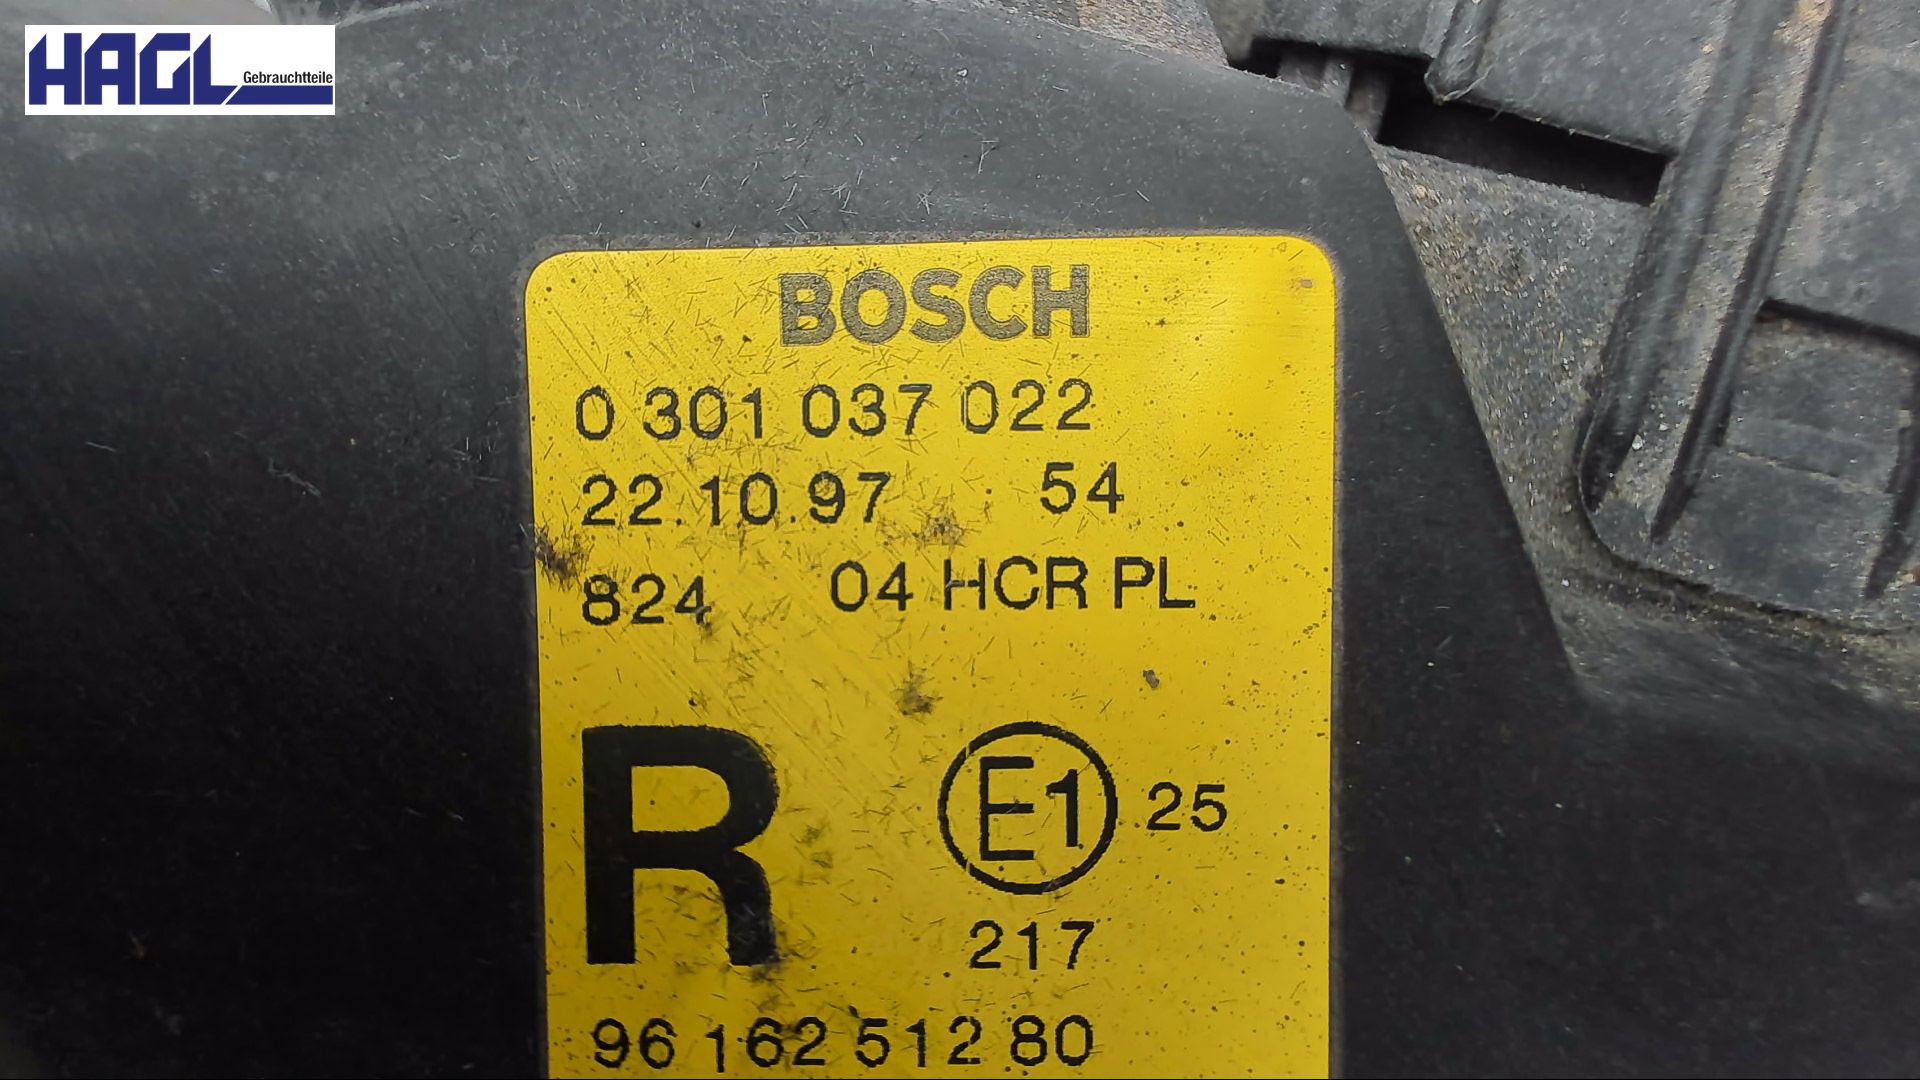 HAGL
Gebrauchtteile
BOSCH
0 301 037 022
22.10.97 54
824 04 HCR PL
R E1 25
217
96 162 512 80